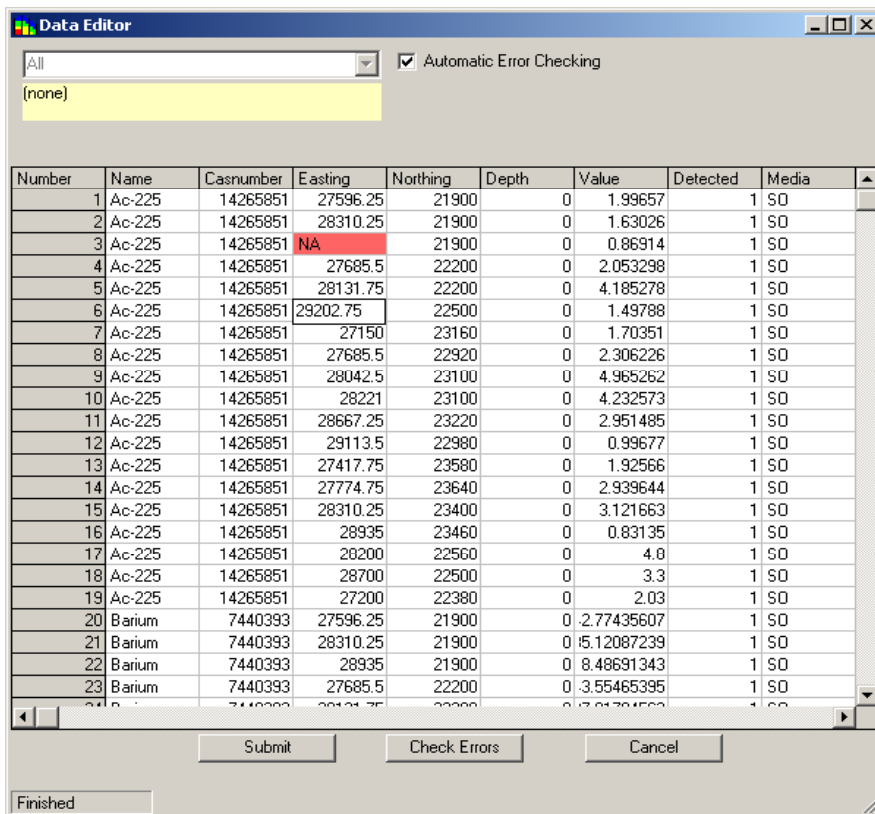 Data Editor
All
Automatic Error Checking
(none)
Number Name Casnumber Easting Northing Depth Value Detected Media
1 Ac-225 14265851 27596.25 21900 0 1.99657 1 SO
2 Ac-225 14265851 28310.25 21900 0 1.63026 1 SO
3 Ac-225 14265851 NA 21900 0 0.86914 1 SO
4 Ac-225 14265851 27685.5 22200 0 2.053298 1 SO
5 Ac-225 14265851 28131.75 22200 0 4.185278 1 SO
6 Ac-225 14265851 29202.75 22500 0 1.49788 1 SO
7 Ac-225 14265851 27150 23160 0 1.70351 1 SO
8 Ac-225 14265851 27685.5 22920 0 2.306226 1 SO
9 Ac-225 14265851 28042.5 23100 0 4.965262 1 SO
10 Ac-225 14265851 28221 23100 0 4.232573 1 SO
11 Ac-225 14265851 28667.25 23220 0 2.951485 1 SO
12 Ac-225 14265851 29113.5 22980 0 0.99677 1 SO
13 Ac-225 14265851 27417.75 23580 0 1.92566 1 SO
14 Ac-225 14265851 27774.75 23640 0 2.939644 1 SO
15 Ac-225 14265851 28310.25 23400 0 3.121663 1 SO
16 Ac-225 14265851 28935 23460 0 0.83135 1 SO
17 Ac-225 14265851 28200 22560 0 4.8 1 SO
18 Ac-225 14265851 28700 22500 0 3.3 1 SO
19 Ac-225 14265851 27200 22380 0 2.03 1 SO
20 Barium 7440393 27596.25 21900 0 2.77435607 1 SO
21 Barium 7440393 28310.25 21900 0 5.12087239 1 SO
22 Barium 7440393 28935 21900 0 8.48691343 1 SO
23 Barium 7440393 27685.5 22200 0 3.55465395 1 SO
Submit Check Errors Cancel
Finished